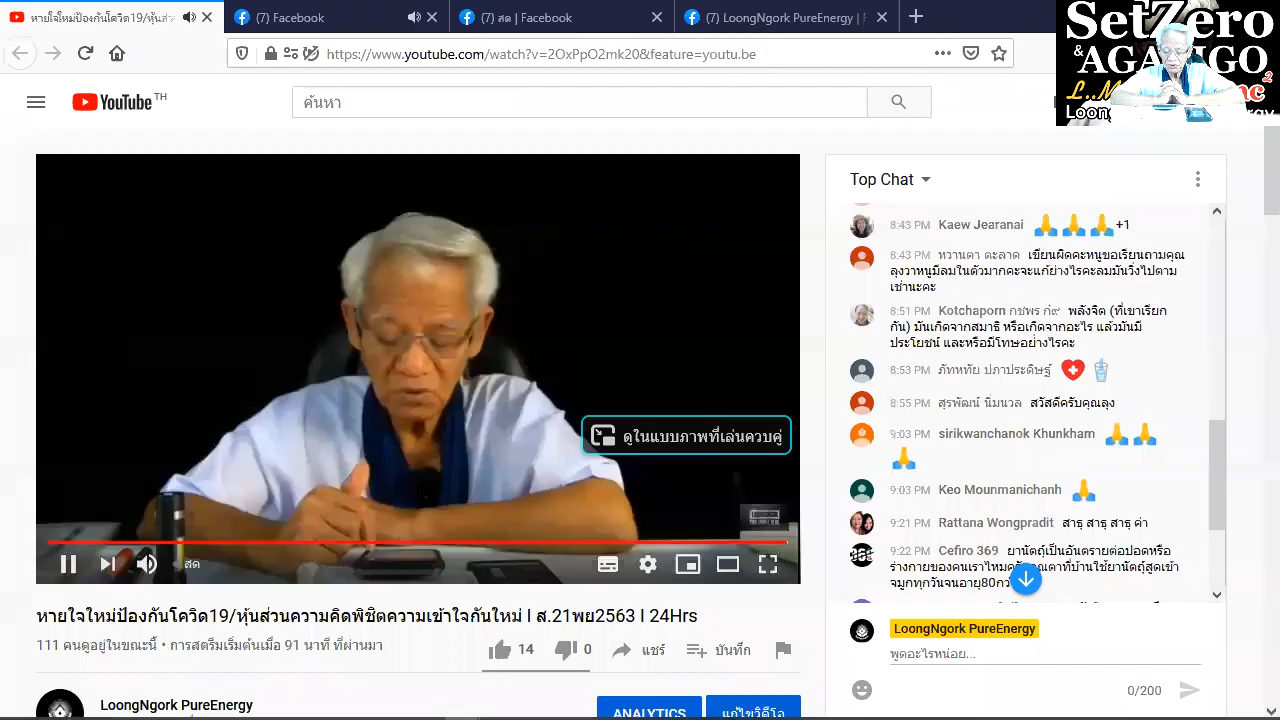 หายใจใหม่ป้องกันโควิด19/หุ้นส่วน
(7) Facebook
(7) สด | Facebook
(7) LoongNgork PureEnergy | F
https://www.youtube.com/watch?v=2OxPpO2mk20&feature=youtu.be
SetZero
&
YouTube TH
ค้นหา
Top Chat
8:43 PM Kaew Jearanai +1
8:43 PM หวานตา ตะลาด เขียนผิดคะหนูขอเรียนถามคุณ
ลุงวาหนูมีลมในตัวมากคะจะแก้ย่างไรคะลมมันวิ่งไปตาม
เช่านะคะ
8:51 PM Kotchaporn กชพร ก๋ฯ พลังจิต (ที่เขาเรียก
กัน) มันเกิดจากสมาธิ หรือเกิดจากอะไร แล้วมันมี
ประโยชน์ และหรือมีโทษอย่างไรคะ
8:53 PM ภัทหทัย ปภาประดิษฐ์
8:55 PM สุรพัฒน์ นิ่มนวล สวัสดีครับคุณลุง
9:03 PM sirikwanchanok Khunkham
ดูในแบบภาพที่เล่นควบคู่
9:03 PM Keo Mounmanichanh
9:21 PM Rattana Wongpradit สาธุ สาธุ สาธุ ค่า
9:22 PM Cefiro 369 ยานัตถุ์เป็นอันตรายต่อปอดหรือ
ร่างกายของคนเราไหม
ตาที่บ้านใช้ยานัตถุ์สูดเข้า
จมูกทุกวันจนอายุ80
สด
หายใจใหม่ป้องกันโควิด19/หุ้นส่วนความคิดพิชิตความเข้าใจกันใหม่ I ส.21พย2563 I 24Hrs
111 คนดูอยู่ในขณะนี้ • การสตรีมเริ่มต้นเมื่อ 91 นาที ที่ผ่านมา
14 0 แชร์ บันทึก
LoongNgork PureEnergy
พูดอะไรหน่อย...
0/200
LoongNgork PureEnergy
ANALYTICS
แก้ไขวิดีโอ